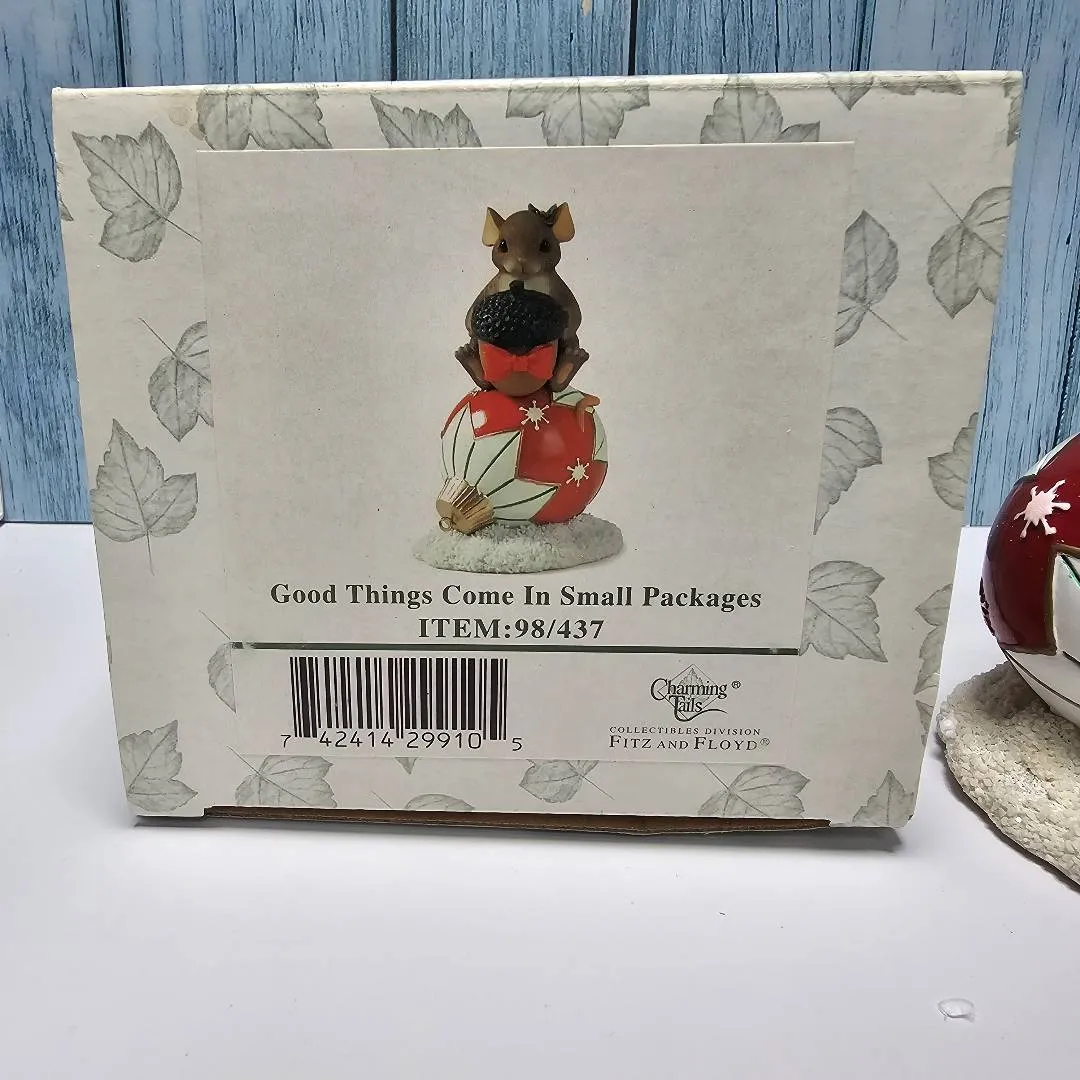 Good Things Come In Small Packages
ITEM:98/437
7 42414 29910 5
Charming ®
Tails
COLLECTIBLES DIVISION
FITZ AND FLOYD®